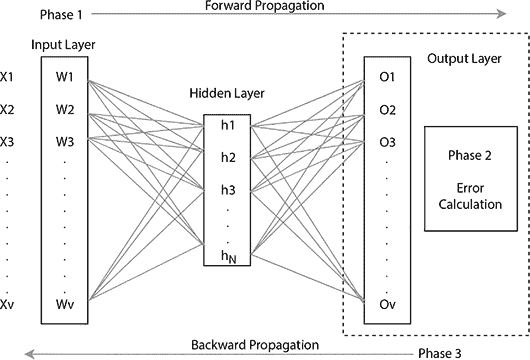 Phase 1 Forward Propagation
Input Layer
Output Layer
Hidden Layer
X1 W1 O1
X2 W2 O2
X3 W3 O3
h1
h2
h3
hN
Phase 2
Error
Calculation
Xv Wv Ov
Backward Propagation Phase 3